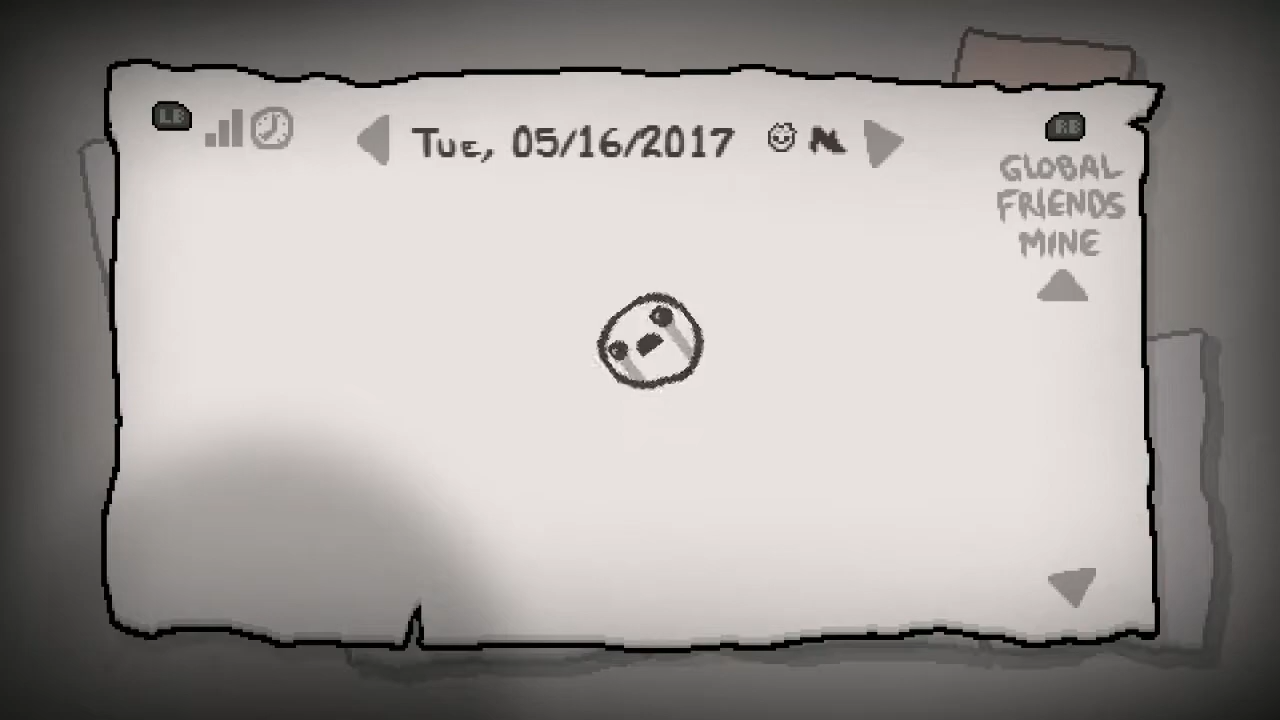 LB
Tue, 05/16/2017
RB
GLOBAL
FRIENDS
MINE